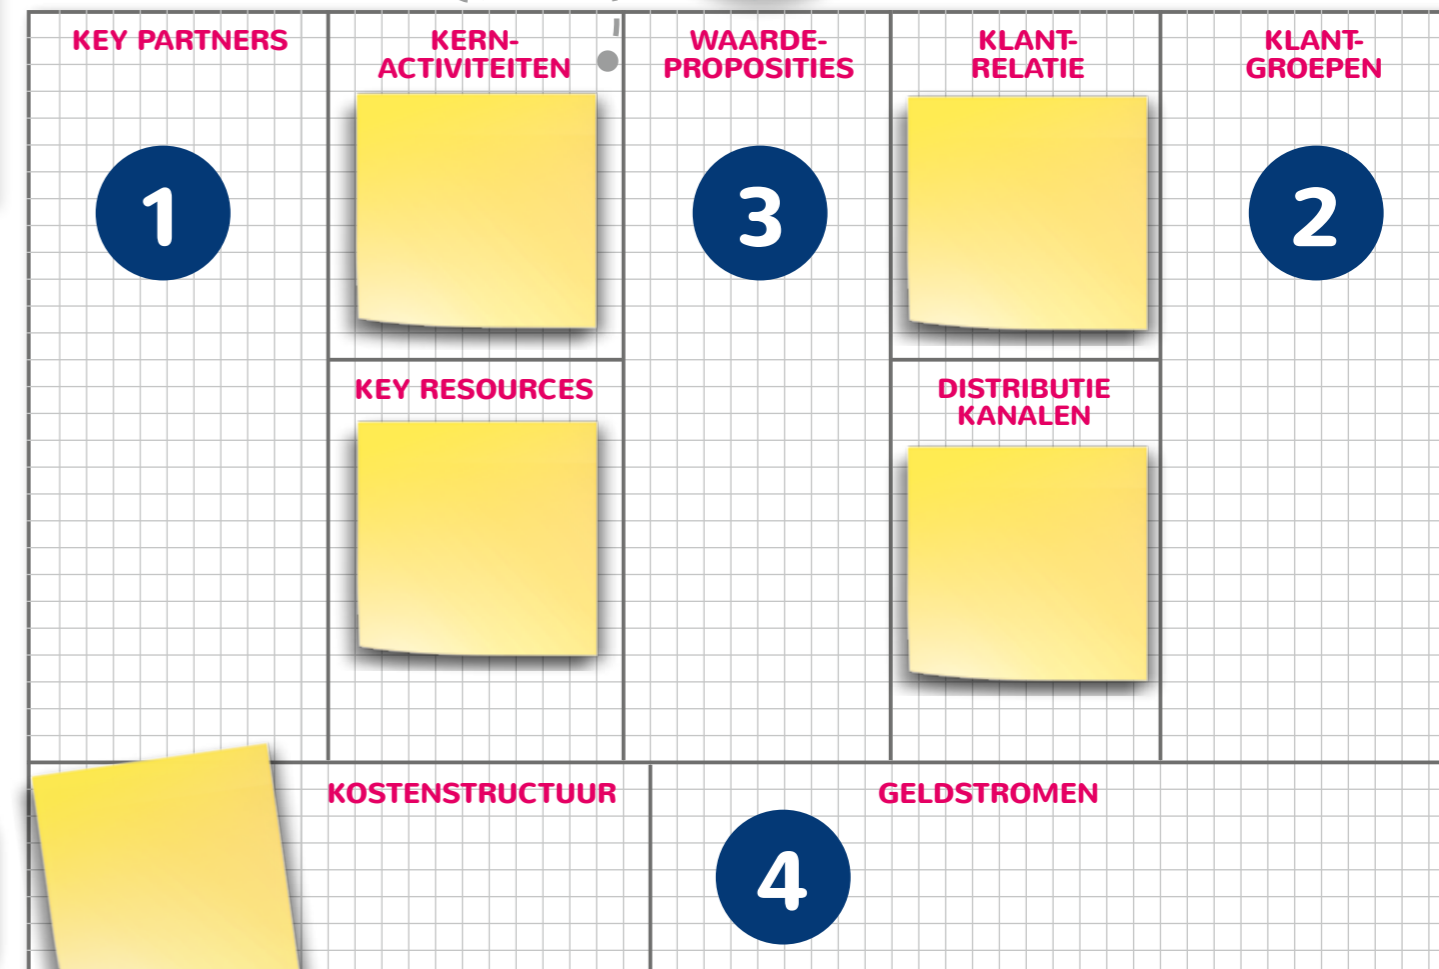 KEY PARTNERS
KERN-
ACTIVITEITEN
WAARDE-
PROPOSITIES
KLANT-
RELATIE
KLANT-
GROEPEN
1
3
2
KEY RESOURCES
DISTRIBUTIE
KANALEN
KOSTENSTRUCTUUR
GELDSTROMEN
4